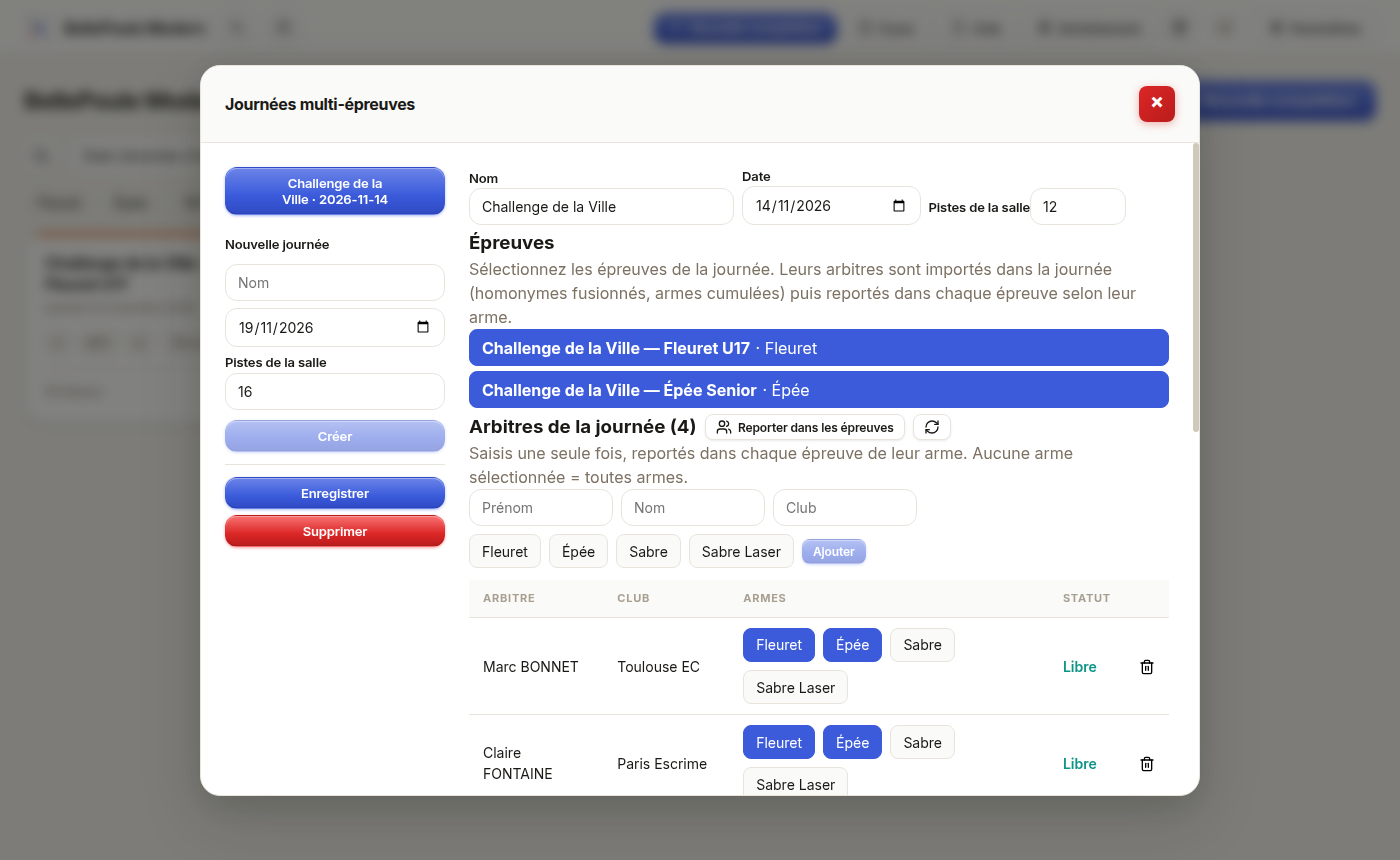 Journées multi-épreuves
Challenge de la
Ville · 2026-11-14
Nouvelle journée
Nom
19/11/2026
Pistes de la salle
16
Créer
Enregistrer
Supprimer
Nom
Challenge de la Ville
Date
14/11/2026
Pistes de la salle
12
Épreuves
Sélectionnez les épreuves de la journée. Leurs arbitres sont importés dans la journée
(homonymes fusionnés, armes cumulées) puis reportés dans chaque épreuve selon leur
arme.
Challenge de la Ville — Fleuret U17 · Fleuret
Challenge de la Ville — Épée Senior · Épée
Arbitres de la journée (4)
Reporter dans les épreuves
Saisis une seule fois, reportés dans chaque épreuve de leur arme. Aucune arme
sélectionnée = toutes armes.
Prénom
Nom
Club
Fleuret
Épée
Sabre
Sabre Laser
Ajouter
ARBITRE
CLUB
ARMES
STATUT
Marc BONNET
Toulouse EC
Fleuret
Épée
Sabre
Sabre Laser
Libre
Claire
FONTAINE
Paris Escrime
Fleuret
Épée
Sabre
Sabre Laser
Libre